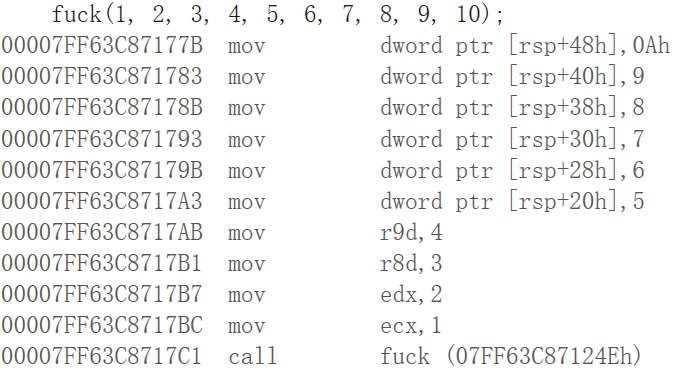 fuck(1, 2, 3, 4, 5, 6, 7, 8, 9, 10);
00007FF63C87177B mov dword ptr [rsp+48h],0Ah
00007FF63C871783 mov dword ptr [rsp+40h],9
00007FF63C87178B mov dword ptr [rsp+38h],8
00007FF63C871793 mov dword ptr [rsp+30h],7
00007FF63C87179B mov dword ptr [rsp+28h],6
00007FF63C8717A3 mov dword ptr [rsp+20h],5
00007FF63C8717AB mov r9d,4
00007FF63C8717B1 mov r8d,3
00007FF63C8717B7 mov edx,2
00007FF63C8717BC mov ecx,1
00007FF63C8717C1 call fuck (07FF63C87124Eh)